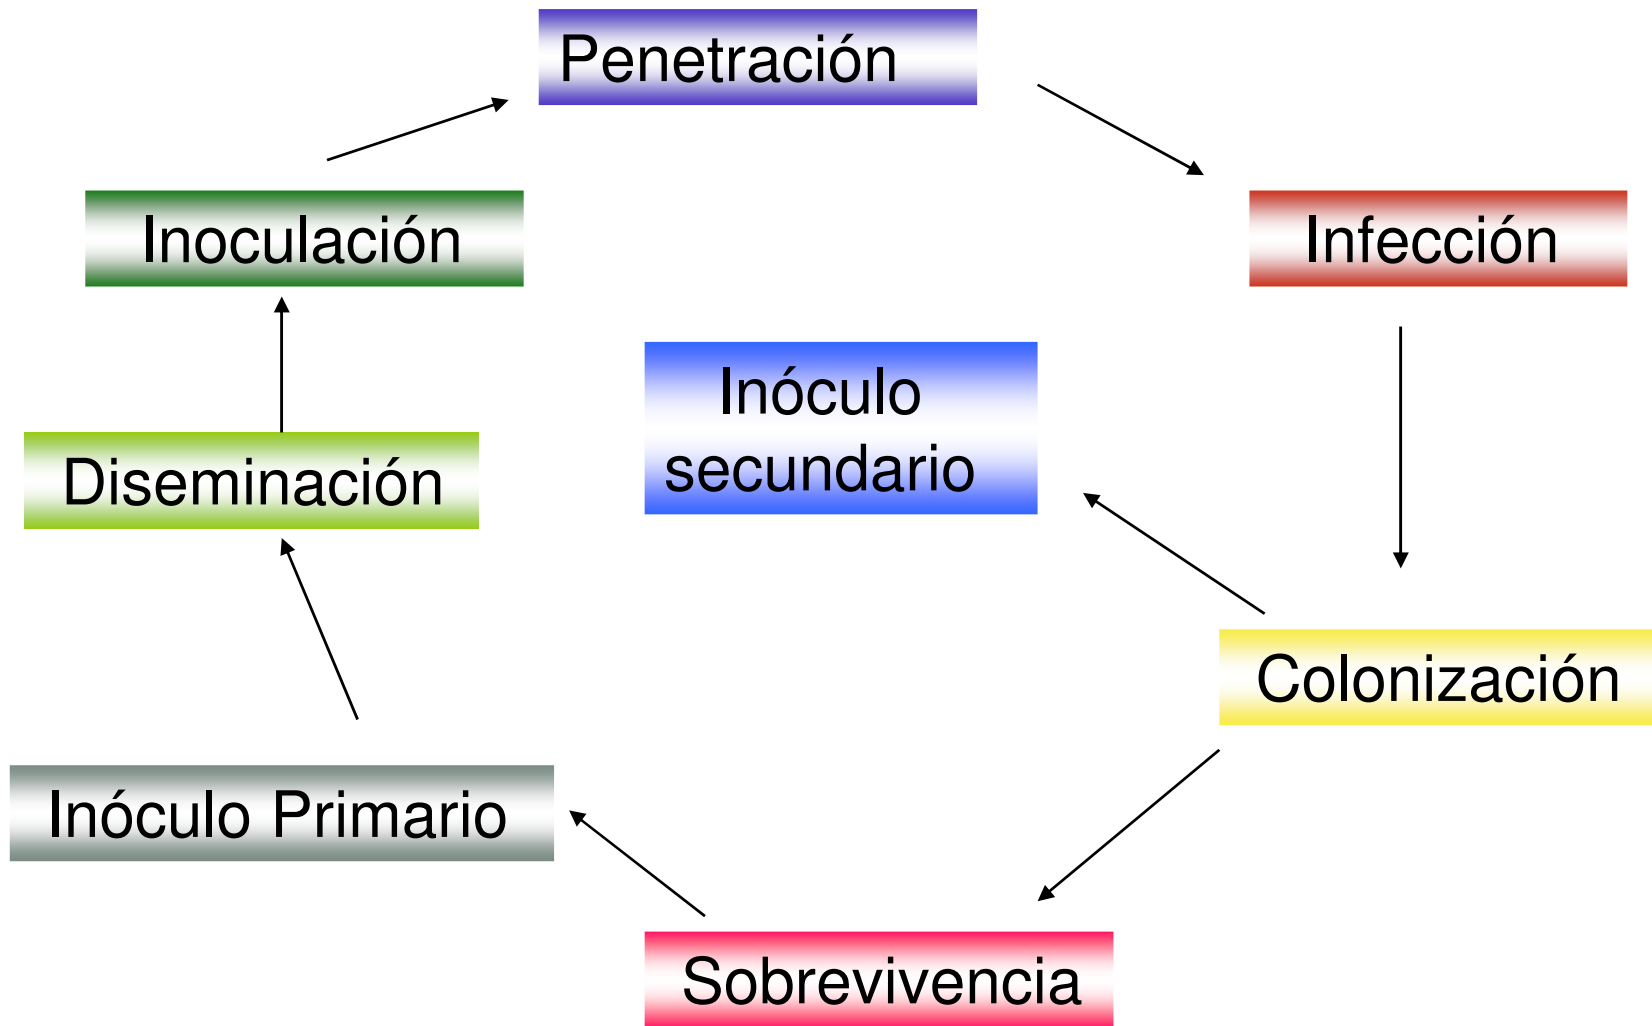 Penetración
Inoculación
Infección
Inóculo
secundario
Diseminación
Colonización
Inóculo Primario
Sobrevivencia